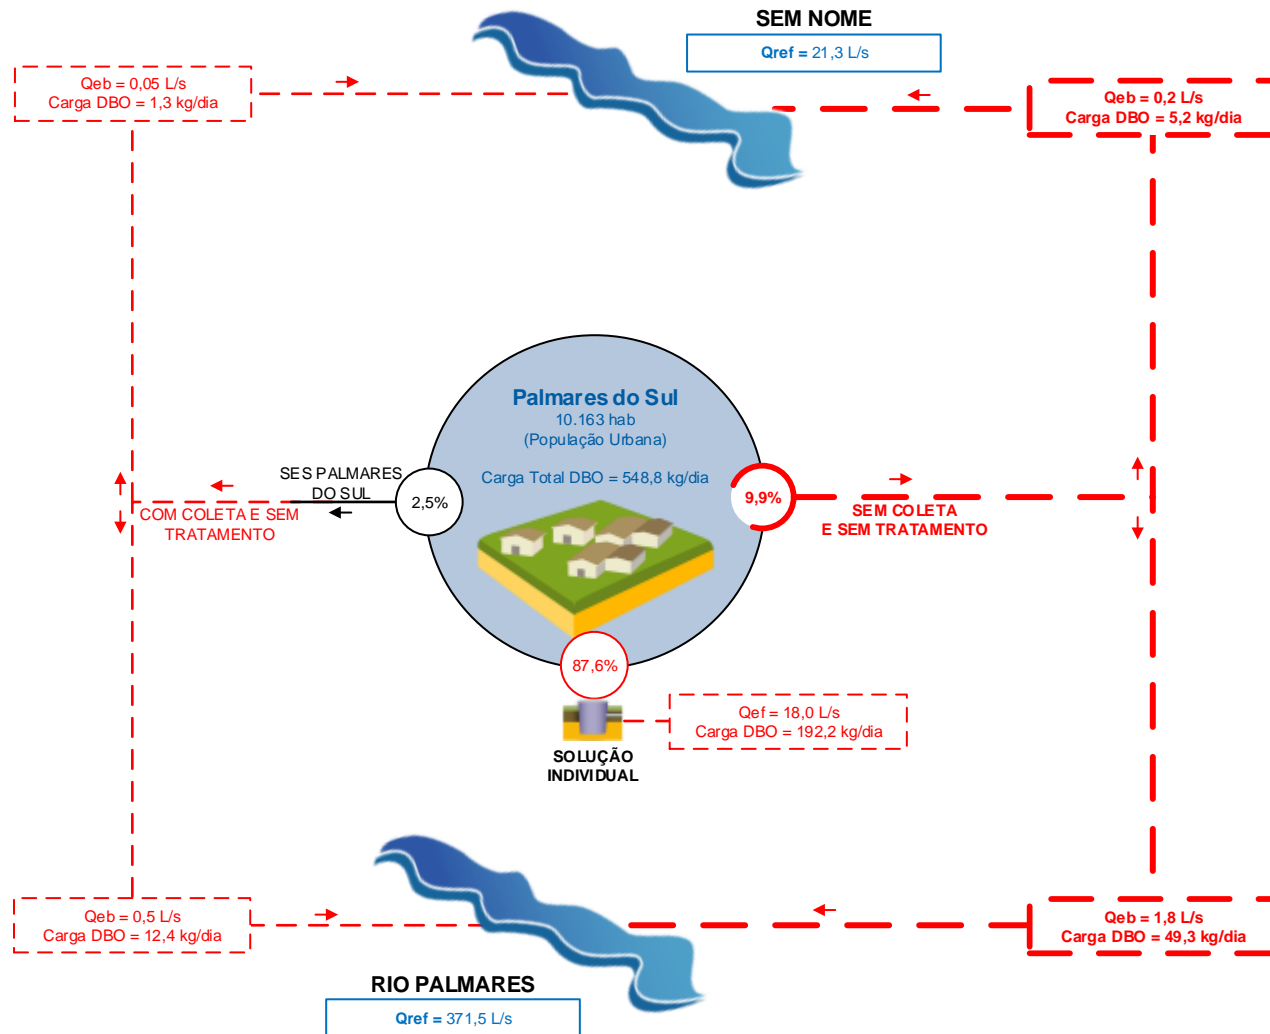 SEM NOME
Qref = 21,3 L/s
Qeb = 0,05 L/s
Carga DBO = 1,3 kg/dia
Qeb = 0,2 L/s
Carga DBO = 5,2 kg/dia
Palmares do Sul
10.163 hab
(População Urbana)
Carga Total DBO = 548,8 kg/dia
SES PALMARES
DO SUL
2,5%
9,9%
COM COLETA E SEM
TRATAMENTO
SEM COLETA
E SEM TRATAMENTO
87,6%
Qef = 18,0 L/s
Carga DBO = 192,2 kg/dia
SOLUÇÃO
INDIVIDUAL
Qeb = 0,5 L/s
Carga DBO = 12,4 kg/dia
Qeb = 1,8 L/s
Carga DBO = 49,3 kg/dia
RIO PALMARES
Qref = 371,5 L/s